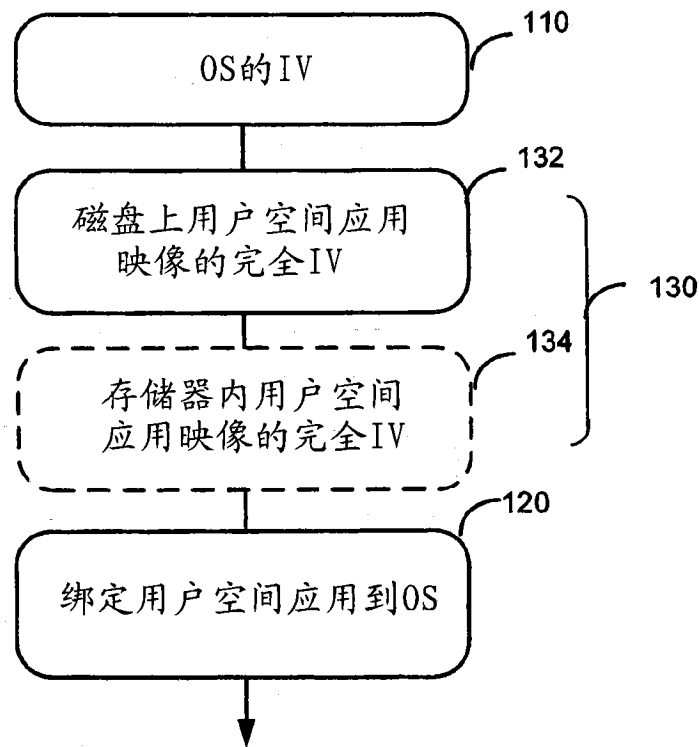 110
OS的IV
132
磁盘上用户空间应用
映像的完全IV
130
134
存储器内用户空间
应用映像的完全IV
120
绑定用户空间应用到OS